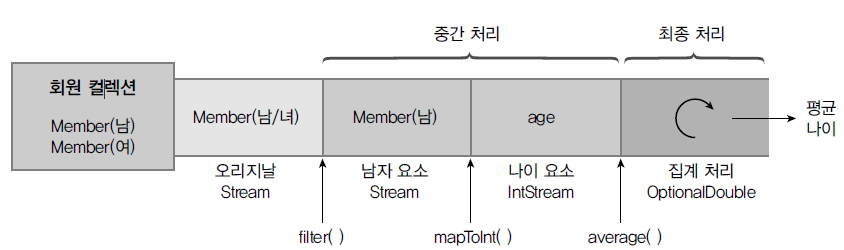 중간 처리
최종 처리
회원 컬렉션
Member(남)
Member(여)
Member(남/녀)
Member(남)
age
평균
나이
오리지날
Stream
남자 요소
Stream
나이 요소
IntStream
집계 처리
OptionalDouble
filter( )
mapToInt( )
average( )